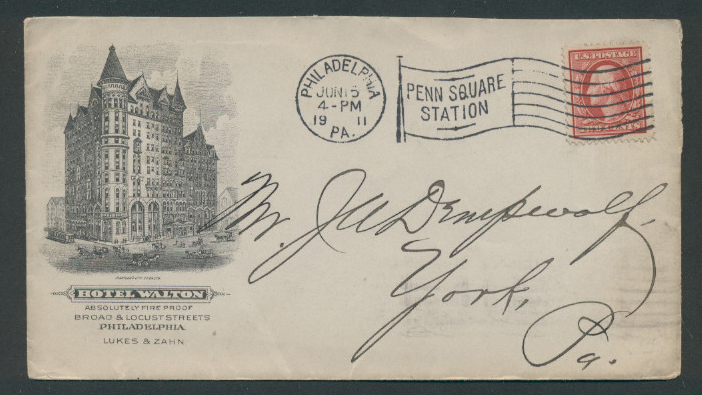 HOTEL WALTON
ABSOLUTELY FIRE PROOF
BROAD & LOCUST STREETS
PHILADELPHIA
LUKES & ZAHN
PHILADELPHIA
JUN 15
4-PM
19 11
PA.
PENN SQUARE
STATION
U.S. POSTAGE
CENTS
Mr. J A Dempwolf,
York,
Pa.